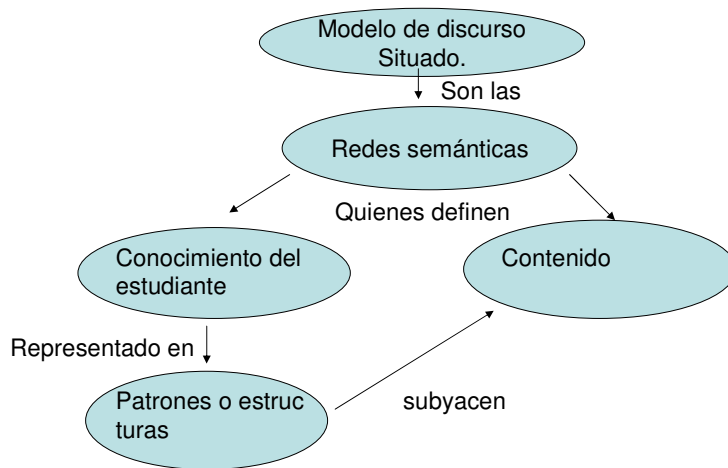 Modelo de discurso
Situado.
Son las
Redes semánticas
Quienes definen
Conocimiento del
estudiante
Contenido
Representado en
Patrones o estruc
turas
subyacen